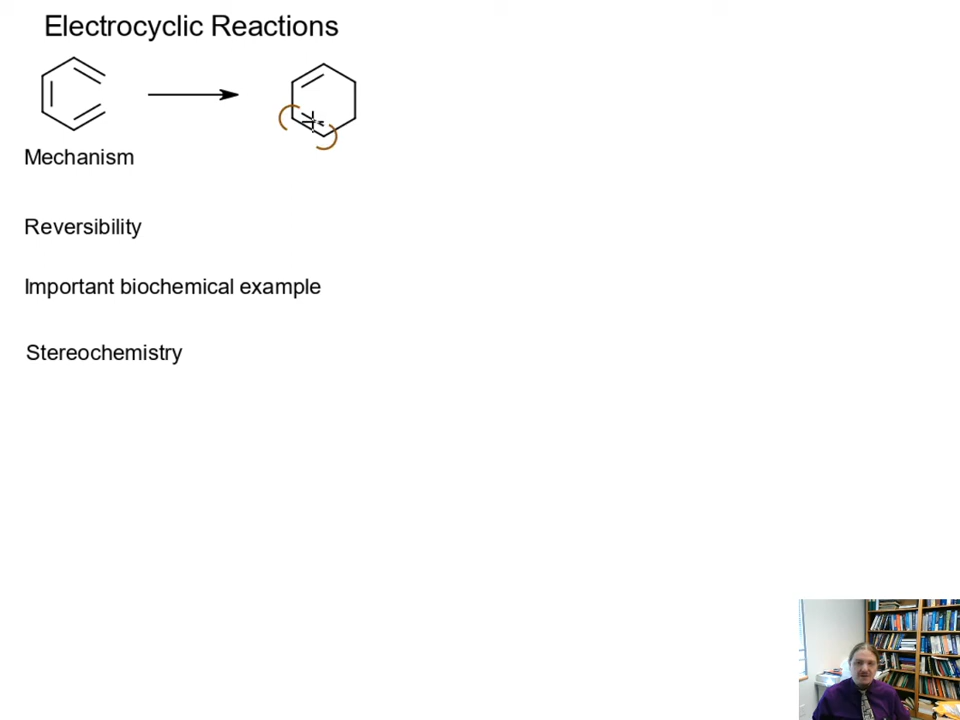 Electrocyclic Reactions
Mechanism
Reversibility
Important biochemical example
Stereochemistry